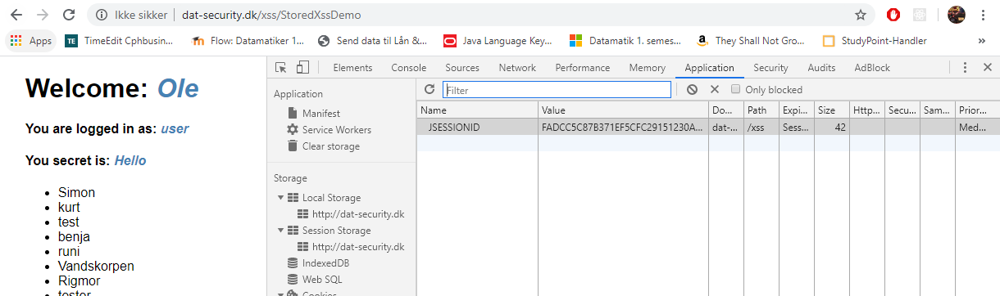 Ikke sikker | dat-security.dk/xss/StoredXssDemo
Apps TE TimeEdit Cphbusin... Flow: Datamatiker 1... Send data til Lån &... Java Language Key... Datamatik 1. semes... They Shall Not Gro... StudyPoint-Handler »
Welcome: Ole
You are logged in as: user
You secret is: Hello
Simon
kurt
test
benja
runi
Vandskorpen
Rigmor
tester
Elements Console Sources Network Performance Memory Application Security Audits AdBlock
Application
Manifest
Service Workers
Clear storage
Storage
Local Storage
http://dat-security.dk
Session Storage
http://dat-security.dk
IndexedDB
Web SQL
Cookies
Filter Only blocked
Name Value Do... Path Expi... Size Http... Secu... Sam... Prior...
JSESSIONID FADCC5C87B371EF5CFC29151230A... dat-... /xss Sess... 42 Med...